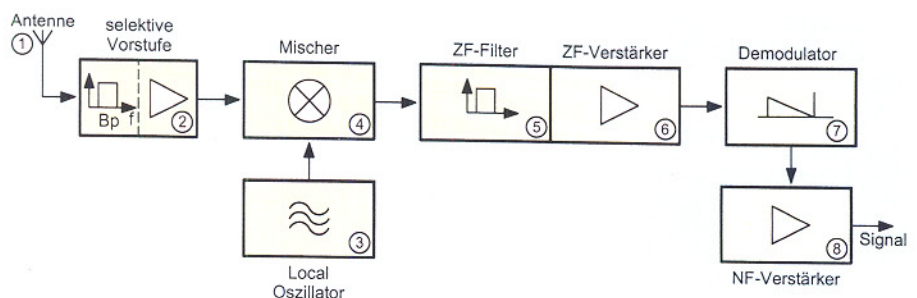 Antenne
1
selektive
Vorstufe
Bp f
2
Mischer
4
Local
Oszillator
3
ZF-Filter
5
ZF-Verstärker
6
Demodulator
7
8
Signal
NF-Verstärker